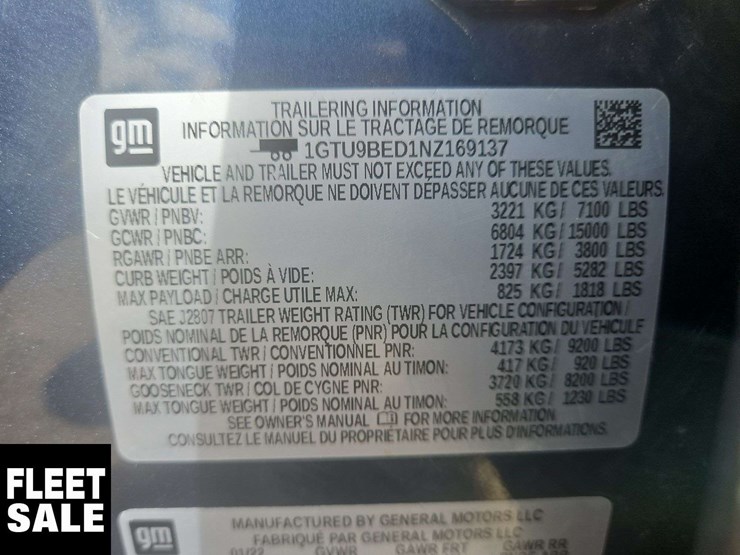 gm
TRAILERING INFORMATION
INFORMATION SUR LE TRACTAGE DE REMORQUE
1GTU9BED1NZ169137
VEHICLE AND TRAILER MUST NOT EXCEED ANY OF THESE VALUES.
LE VÉHICULE ET LA REMORQUE NE DOIVENT DÉPASSER AUCUNE DE CES VALEURS.
GVWR / PNBV: 3221 KG/ 7100 LBS
GCWR / PNBC: 6804 KG/ 15000 LBS
RGAWR / PNBE ARR: 1724 KG/ 3800 LBS
CURB WEIGHT / POIDS À VIDE: 2397 KG/ 5282 LBS
MAX PAYLOAD / CHARGE UTILE MAX: 825 KG/ 1818 LBS
SAE J2807 TRAILER WEIGHT RATING (TWR) FOR VEHICLE CONFIGURATION /
POIDS NOMINAL DE LA REMORQUE (PNR) POUR LA CONFIGURATION DU VÉHICULE
CONVENTIONAL TWR / CONVENTIONNEL PNR: 4173 KG/ 9200 LBS
MAX TONGUE WEIGHT / POIDS NOMINAL AU TIMON: 417 KG/ 920 LBS
GOOSENECK TWR / COL DE CYGNE PNR: 3720 KG/ 8200 LBS
MAX TONGUE WEIGHT / POIDS NOMINAL AU TIMON: 558 KG/ 1230 LBS
SEE OWNER'S MANUAL FOR MORE INFORMATION
CONSULTEZ LE MANUEL DU PROPRIÉTAIRE POUR PLUS D'INFORMATIONS.
FLEET
SALE
gm
MANUFACTURED BY GENERAL MOTORS LLC
FABRIQUÉ PAR GENERAL MOTORS LLC
01/22 GVWR GAWR FRT GAWR RR